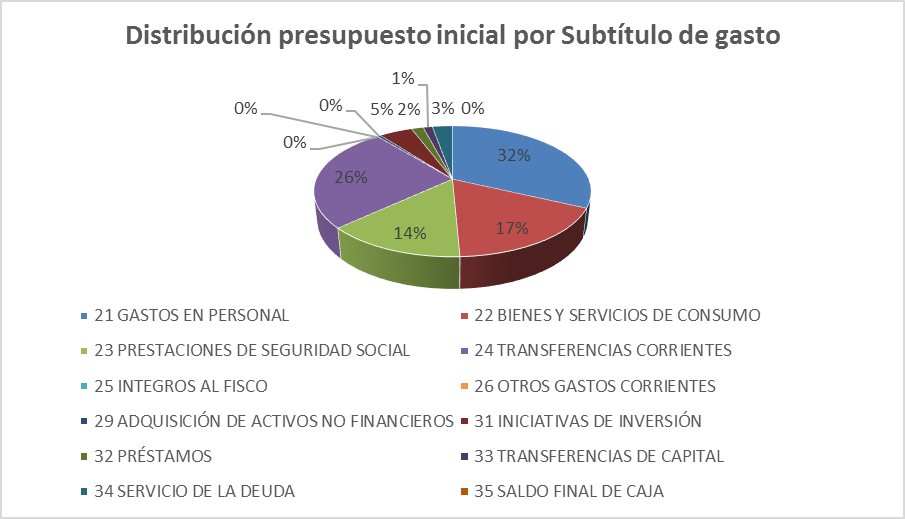 Distribución presupuesto inicial por Subtítulo de gasto
1%
0%
0%
5%
2%
3%
0%
0%
32%
26%
14%
17%
21 GASTOS EN PERSONAL
22 BIENES Y SERVICIOS DE CONSUMO
23 PRESTACIONES DE SEGURIDAD SOCIAL
24 TRANSFERENCIAS CORRIENTES
25 INTEGROS AL FISCO
26 OTROS GASTOS CORRIENTES
29 ADQUISICIÓN DE ACTIVOS NO FINANCIEROS
31 INICIATIVAS DE INVERSIÓN
32 PRÉSTAMOS
33 TRANSFERENCIAS DE CAPITAL
34 SERVICIO DE LA DEUDA
35 SALDO FINAL DE CAJA